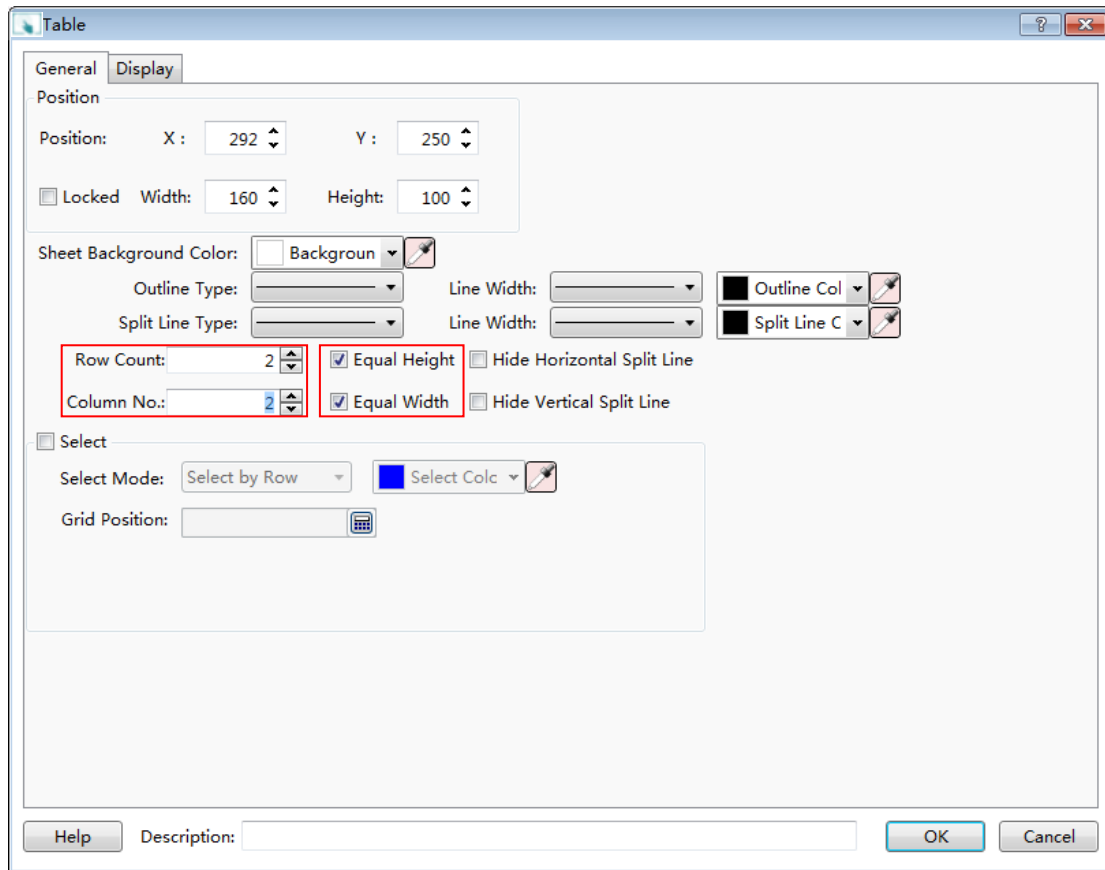 Table
General Display
Position
Position: X : 292 Y : 250
Locked Width: 160 Height: 100
Sheet Background Color: Backgroun
Outline Type: Line Width: Outline Col
Split Line Type: Line Width: Split Line C
Row Count: 2 Equal Height Hide Horizontal Split Line
Column No.: 2 Equal Width Hide Vertical Split Line
Select
Select Mode: Select by Row Select Colc
Grid Position:
Help Description: OK Cancel